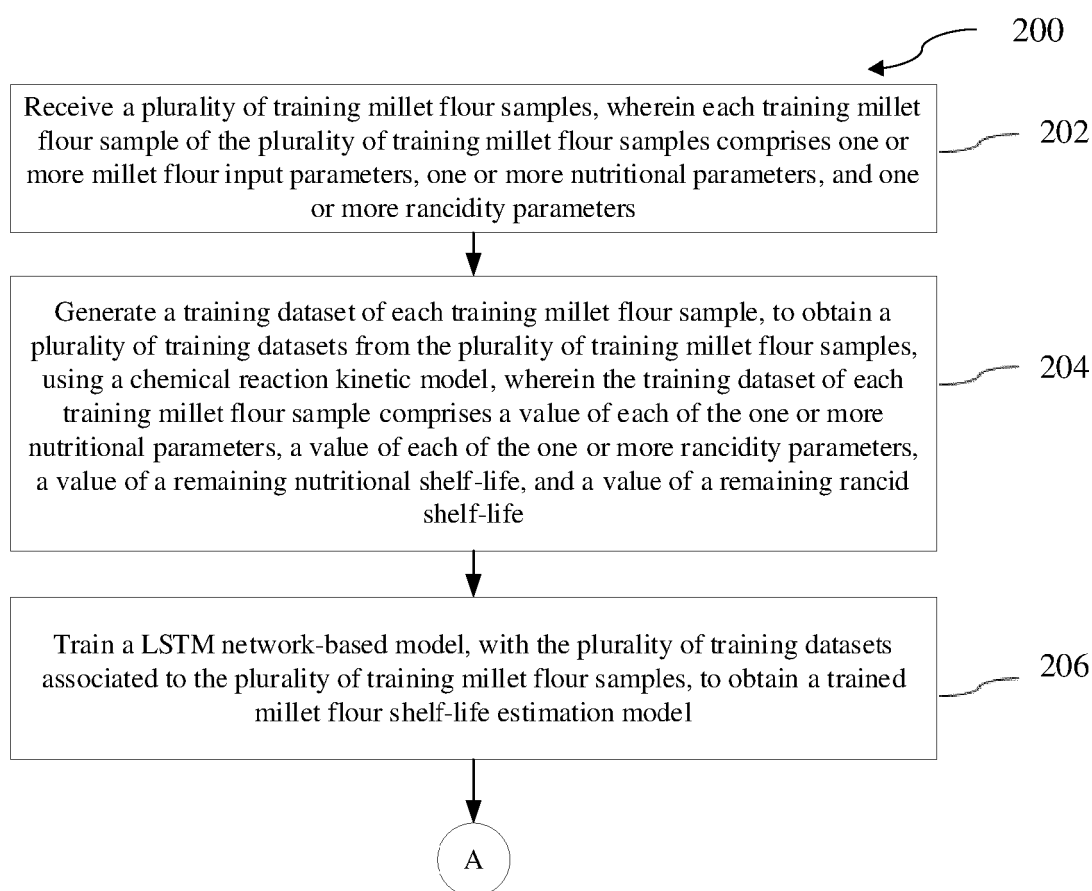 200
Receive a plurality of training millet flour samples, wherein each training millet
flour sample of the plurality of training millet flour samples comprises one or
more millet flour input parameters, one or more nutritional parameters, and one
or more rancidity parameters
202
Generate a training dataset of each training millet flour sample, to obtain a
plurality of training datasets from the plurality of training millet flour samples,
using a chemical reaction kinetic model, wherein the training dataset of each
training millet flour sample comprises a value of each of the one or more
nutritional parameters, a value of each of the one or more rancidity parameters,
a value of a remaining nutritional shelf-life, and a value of a remaining rancid
shelf-life
204
Train a LSTM network-based model, with the plurality of training datasets
associated to the plurality of training millet flour samples, to obtain a trained
millet flour shelf-life estimation model
206
A